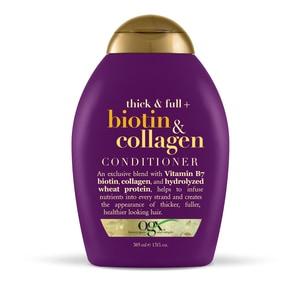 thick & full +
biotin &
collagen
CONDITIONER
An exclusive blend with Vitamin B7
biotin, collagen, and hydrolyzed
wheat protein, helps to infuse
nutrients into every strand and creates
the appearance of thicker, fuller,
healthier looking hair.
ogx